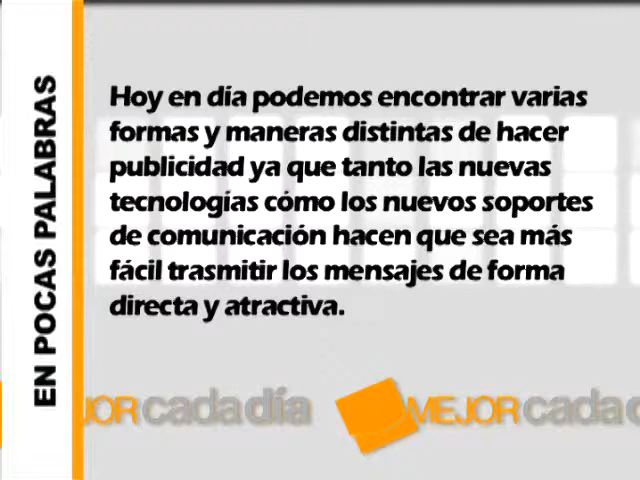 EN POCAS PALABRAS
Hoy en día podemos encontrar varias
formas y maneras distintas de hacer
publicidad ya que tanto las nuevas
tecnologías cómo los nuevos soportes
de comunicación hacen que sea más
fácil trasmitir los mensajes de forma
directa y atractiva.
JOR cada día MEJOR cada d